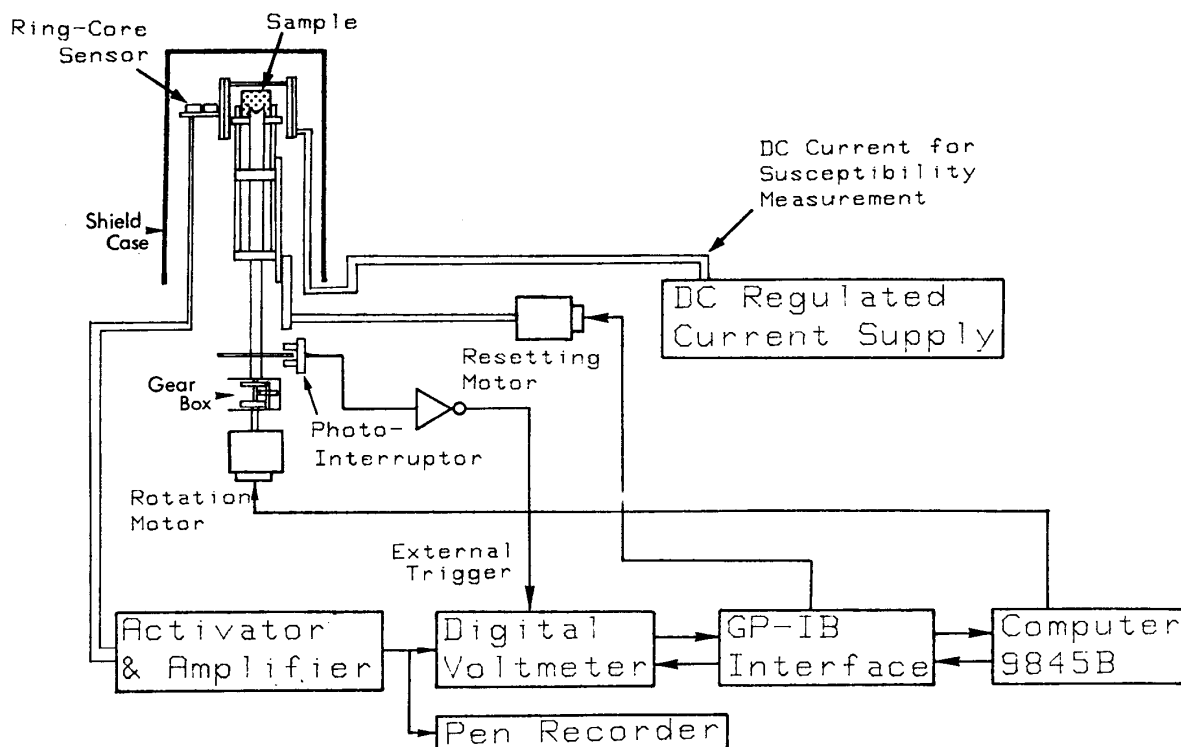 Sample
Ring-Core
Sensor
DC Current for
Susceptibility
Measurement
Shield
Case
DC Regulated
Current Supply
Resetting
Motor
Gear
Box
Photo-
Interruptor
Rotation
Motor
External
Trigger
Activator
& Amplifier
Digital
Voltmeter
GP-IB
Interface
Computer
9845B
Pen Recorder